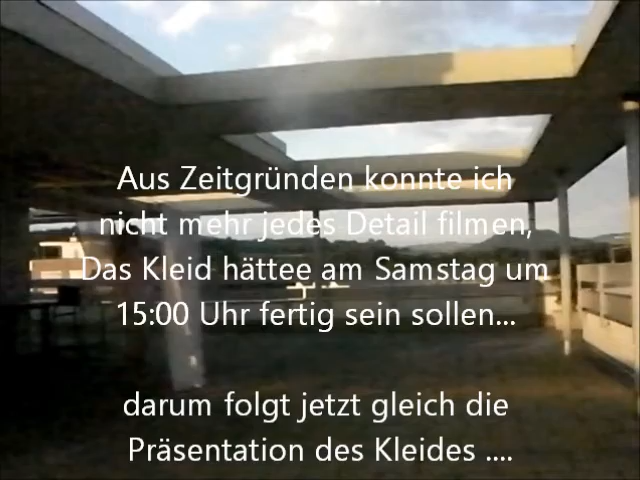 Aus Zeitgründen konnte ich
nicht mehr jedes Detail filmen,
Das Kleid hättee am Samstag um
15:00 Uhr fertig sein sollen...
darum folgt jetzt gleich die
Präsentation des Kleides ....